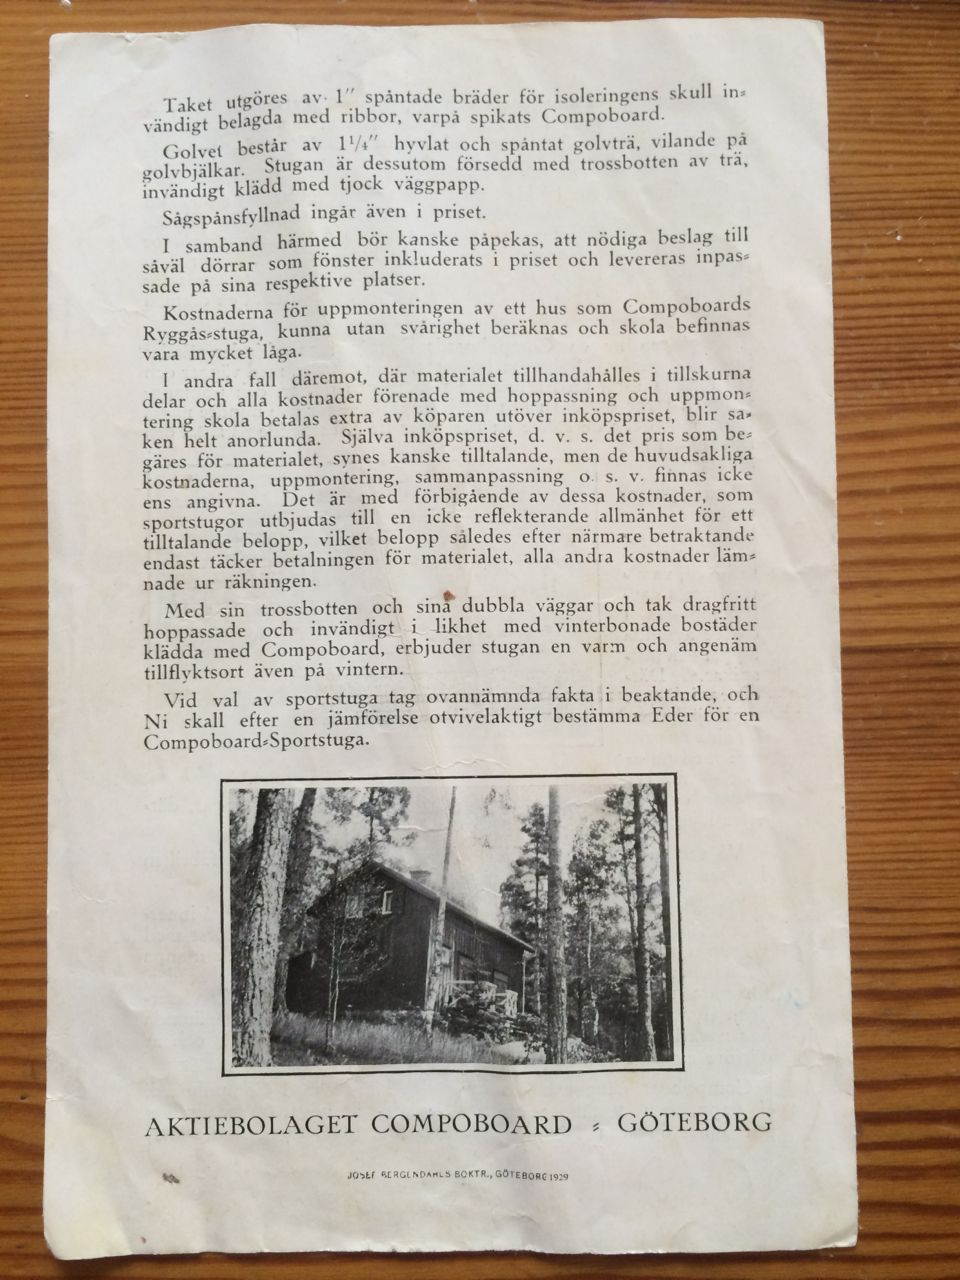 Taket utgöres av 1" spåntade bräder för isoleringens skull in=
vändigt belagda med ribbor, varpå spikats Compoboard.
Golvet består av 1¹/₄" hyvlat och spåntat golvträ, vilande på
golvbjälkar. Stugan är dessutom försedd med trossbotten av trä,
invändigt klädd med tjock väggpapp.
Sågspånsfyllnad ingår även i priset.
I samband härmed bör kanske påpekas, att nödiga beslag till
såväl dörrar som fönster inkluderats i priset och levereras inpas=
sade på sina respektive platser.
Kostnaderna för uppmonteringen av ett hus som Compoboards
Ryggås=stuga, kunna utan svårighet beräknas och skola befinnas
vara mycket låga.
I andra fall däremot, där materialet tillhandahålles i tillskurna
delar och alla kostnader förenade med hoppassning och uppmon=
tering skola betalas extra av köparen utöver inköpspriset, blir sa=
ken helt anorlunda. Själva inköpspriset, d. v. s. det pris som be=
gäres för materialet, synes kanske tilltalande, men de huvudsakliga
kostnaderna, uppmontering, sammanpassning o. s. v. finnas icke
ens angivna. Det är med förbigående av dessa kostnader, som
sportstugor utbjudas till en icke reflekterande allmänhet för ett
tilltalande belopp, vilket belopp således efter närmare betraktande
endast täcker betalningen för materialet, alla andra kostnader läm=
nade ur räkningen.
Med sin trossbotten och sina dubbla väggar och tak dragfritt
hoppassade och invändigt i likhet med vinterbonade bostäder
klädda med Compoboard, erbjuder stugan en varm och angenäm
tillflyktsort även på vintern.
Vid val av sportstuga tag ovannämnda fakta i beaktande, och
Ni skall efter en jämförelse otvivelaktigt bestämma Eder för en
Compoboard=Sportstuga.
AKTIEBOLAGET COMPOBOARD = GÖTEBORG
JOSEF BERGENDAHLS BOKTR., GÖTEBORG 1929